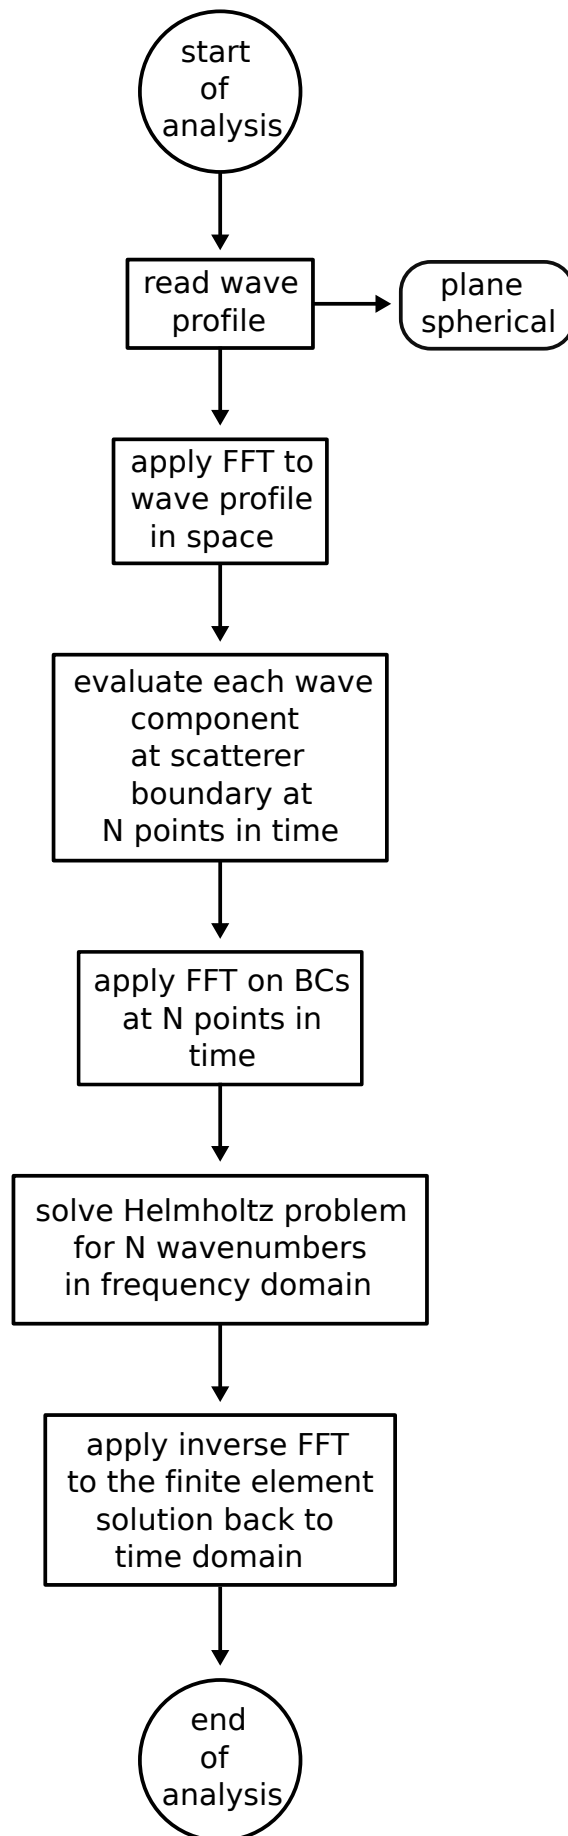 start
of
analysis
read wave
profile
plane
spherical
apply FFT to
wave profile
in space
evaluate each wave
component
at scatterer
boundary at
N points in time
apply FFT on BCs
at N points in
time
solve Helmholtz problem
for N wavenumbers
in frequency domain
apply inverse FFT
to the finite element
solution back to
time domain
end
of
analysis